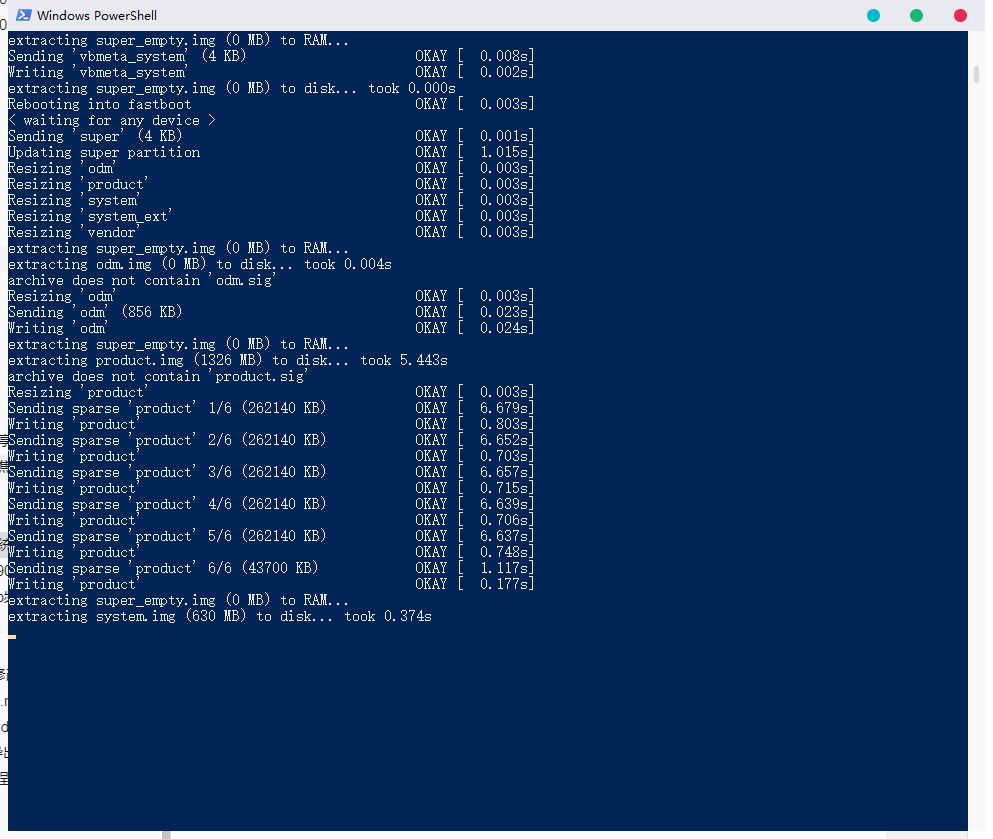 Windows PowerShell
extracting super_empty.img (0 MB) to RAM...
Sending 'vbmeta_system' (4 KB) OKAY [ 0.008s]
Writing 'vbmeta_system' OKAY [ 0.002s]
extracting super_empty.img (0 MB) to disk... took 0.000s
Rebooting into fastboot OKAY [ 0.003s]
< waiting for any device >
Sending 'super' (4 KB) OKAY [ 0.001s]
Updating super partition OKAY [ 1.015s]
Resizing 'odm' OKAY [ 0.003s]
Resizing 'product' OKAY [ 0.003s]
Resizing 'system' OKAY [ 0.003s]
Resizing 'system_ext' OKAY [ 0.003s]
Resizing 'vendor' OKAY [ 0.003s]
extracting super_empty.img (0 MB) to RAM...
extracting odm.img (0 MB) to disk... took 0.004s
archive does not contain 'odm.sig'
Resizing 'odm' OKAY [ 0.003s]
Sending 'odm' (856 KB) OKAY [ 0.023s]
Writing 'odm' OKAY [ 0.024s]
extracting super_empty.img (0 MB) to RAM...
extracting product.img (1326 MB) to disk... took 5.443s
archive does not contain 'product.sig'
Resizing 'product' OKAY [ 0.003s]
Sending sparse 'product' 1/6 (262140 KB) OKAY [ 6.679s]
Writing 'product' OKAY [ 0.803s]
Sending sparse 'product' 2/6 (262140 KB) OKAY [ 6.652s]
Writing 'product' OKAY [ 0.703s]
Sending sparse 'product' 3/6 (262140 KB) OKAY [ 6.657s]
Writing 'product' OKAY [ 0.715s]
Sending sparse 'product' 4/6 (262140 KB) OKAY [ 6.639s]
Writing 'product' OKAY [ 0.706s]
Sending sparse 'product' 5/6 (262140 KB) OKAY [ 6.637s]
Writing 'product' OKAY [ 0.748s]
Sending sparse 'product' 6/6 (43700 KB) OKAY [ 1.117s]
Writing 'product' OKAY [ 0.177s]
extracting super_empty.img (0 MB) to RAM...
extracting system.img (630 MB) to disk... took 0.374s